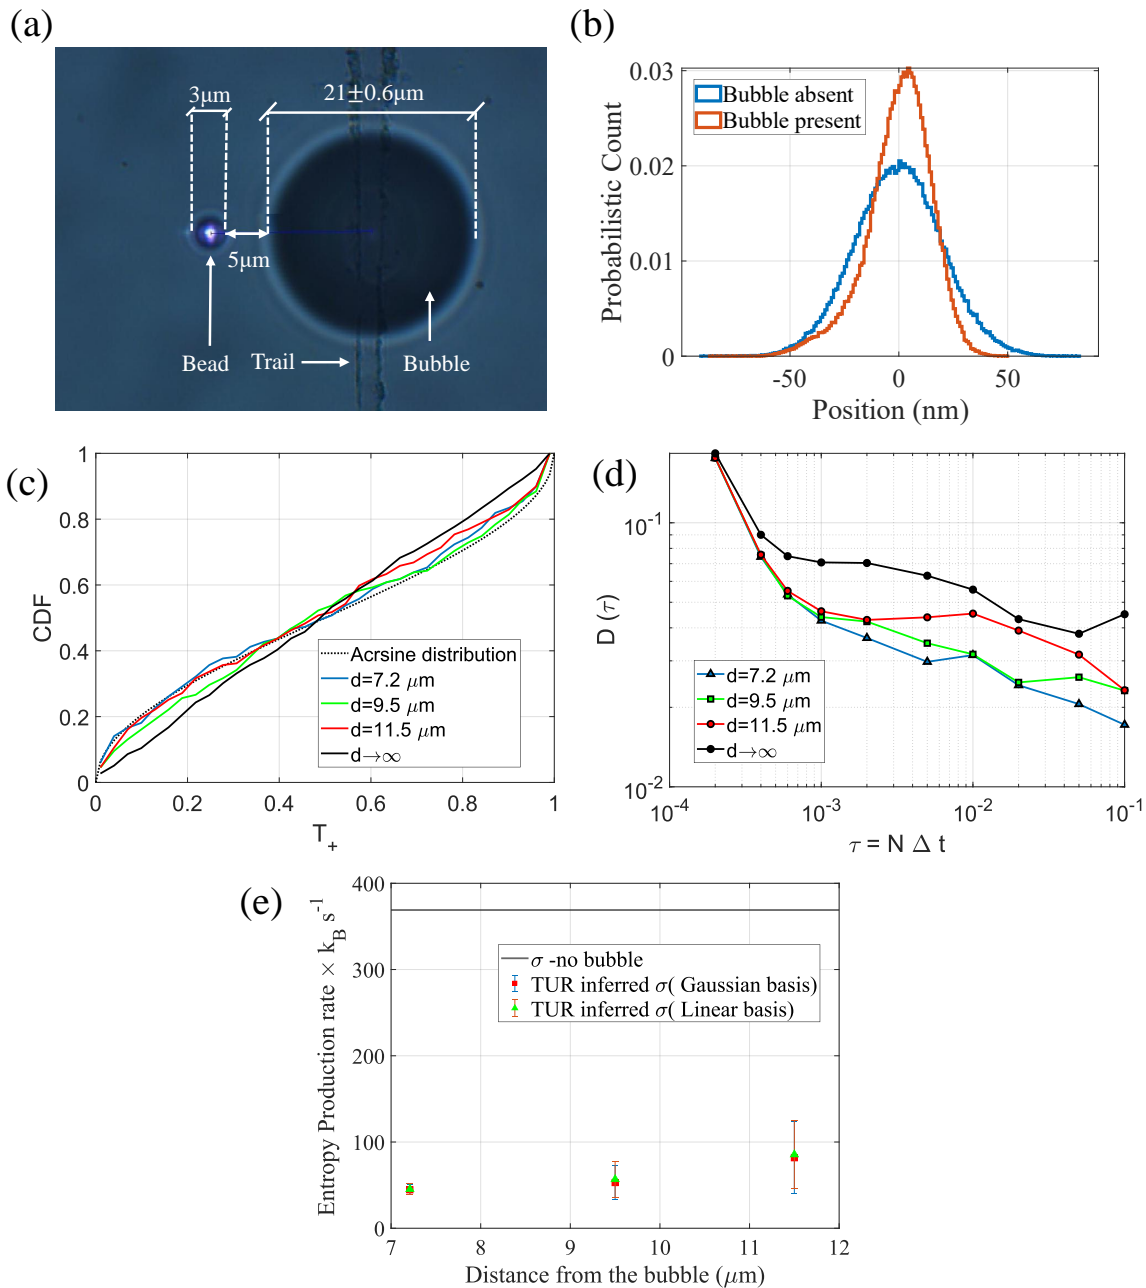 (a)
3μm
21±0.6μm
5μm
Bead
Trail
Bubble
(b)
Bubble absent
Bubble present
0.03
0.02
0.01
0
Probabilistic Count
-50
0
50
Position (nm)
(c)
1
0.8
0.6
0.4
0.2
0
CDF
Acrsine distribution
d=7.2 μm
d=9.5 μm
d=11.5 μm
d→∞
0
0.2
0.4
0.6
0.8
1
T+
(d)
10-1
10-2
D (τ)
d=7.2 μm
d=9.5 μm
d=11.5 μm
d→∞
10-4
10-3
10-2
10-1
τ = N Δ t
(e)
400
350
300
250
200
150
100
50
0
Entropy Production rate × kB s-1
σ -no bubble
TUR inferred σ( Gaussian basis)
TUR inferred σ( Linear basis)
7
8
9
10
11
12
Distance from the bubble (μm)